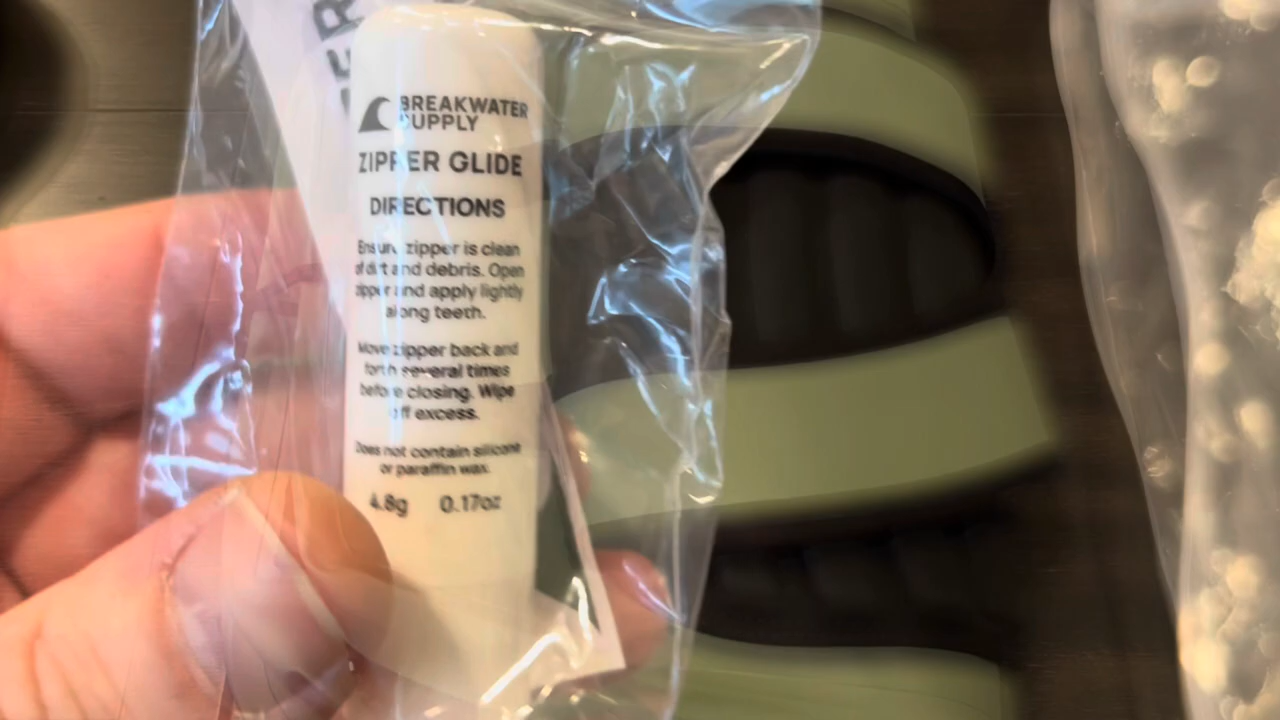 BREAKWATER
SUPPLY
ZIPPER GLIDE
DIRECTIONS
Ensure zipper is clean
of dirt and debris. Open
zipper and apply lightly
along teeth.
Move zipper back and
forth several times
before closing. Wipe
off excess.
Does not contain silicone
or paraffin wax.
4.8g 0.17oz